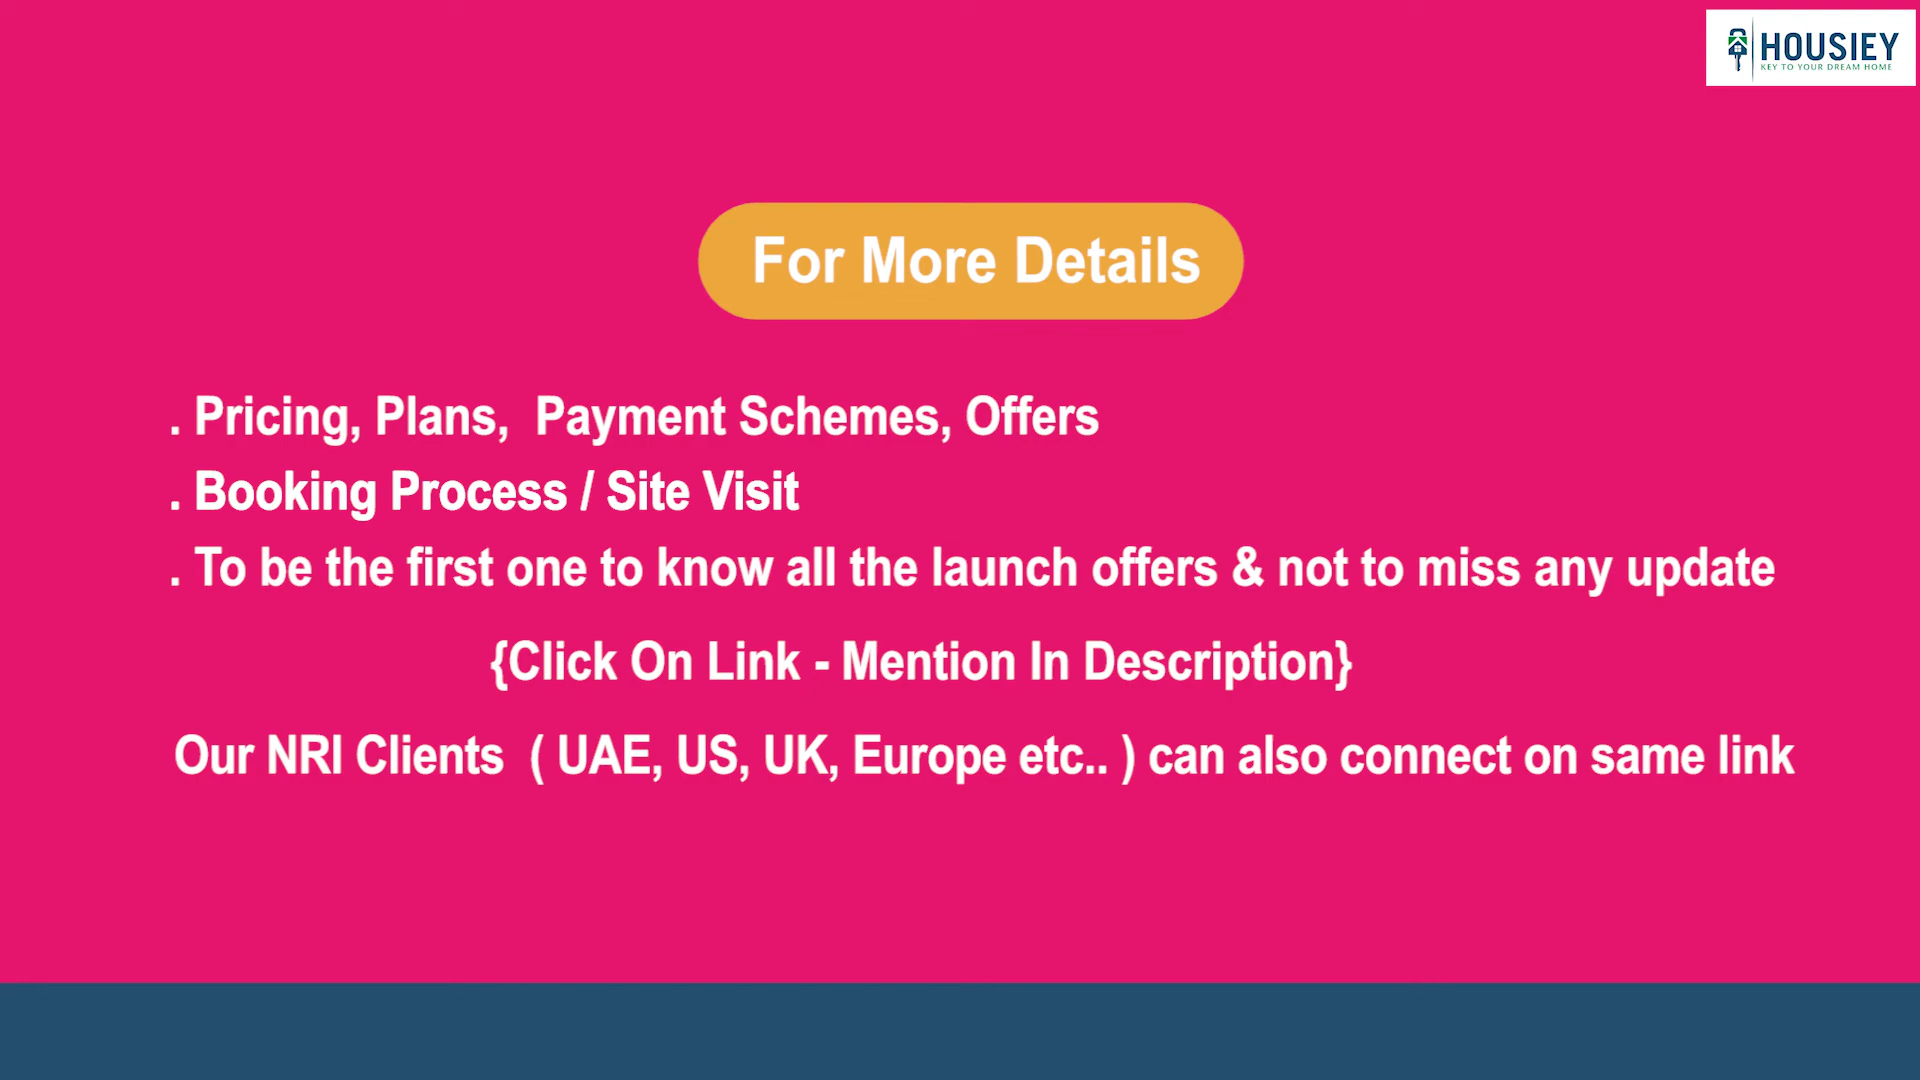 HOUSIEY
KEY TO YOUR DREAM HOME
For More Details
. Pricing, Plans,  Payment Schemes, Offers
. Booking Process / Site Visit
. To be the first one to know all the launch offers & not to miss any update
{Click On Link - Mention In Description}
Our NRI Clients  ( UAE, US, UK, Europe etc.. ) can also connect on same link